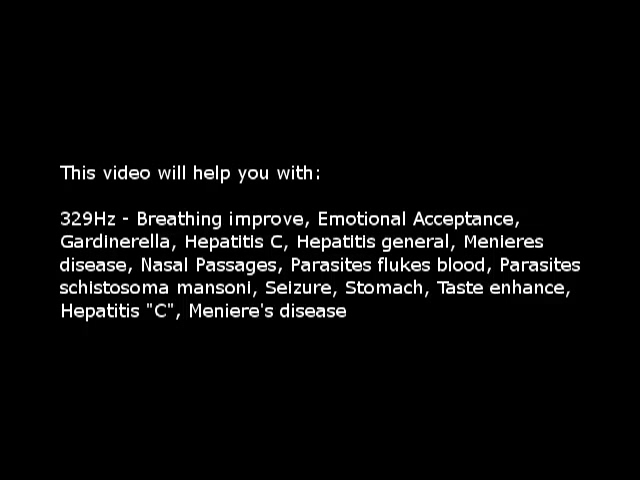 This video will help you with:
329Hz - Breathing improve, Emotional Acceptance,
Gardinerella, Hepatitis C, Hepatitis general, Menieres
disease, Nasal Passages, Parasites flukes blood, Parasites
schistosoma mansoni, Seizure, Stomach, Taste enhance,
Hepatitis "C", Meniere's disease